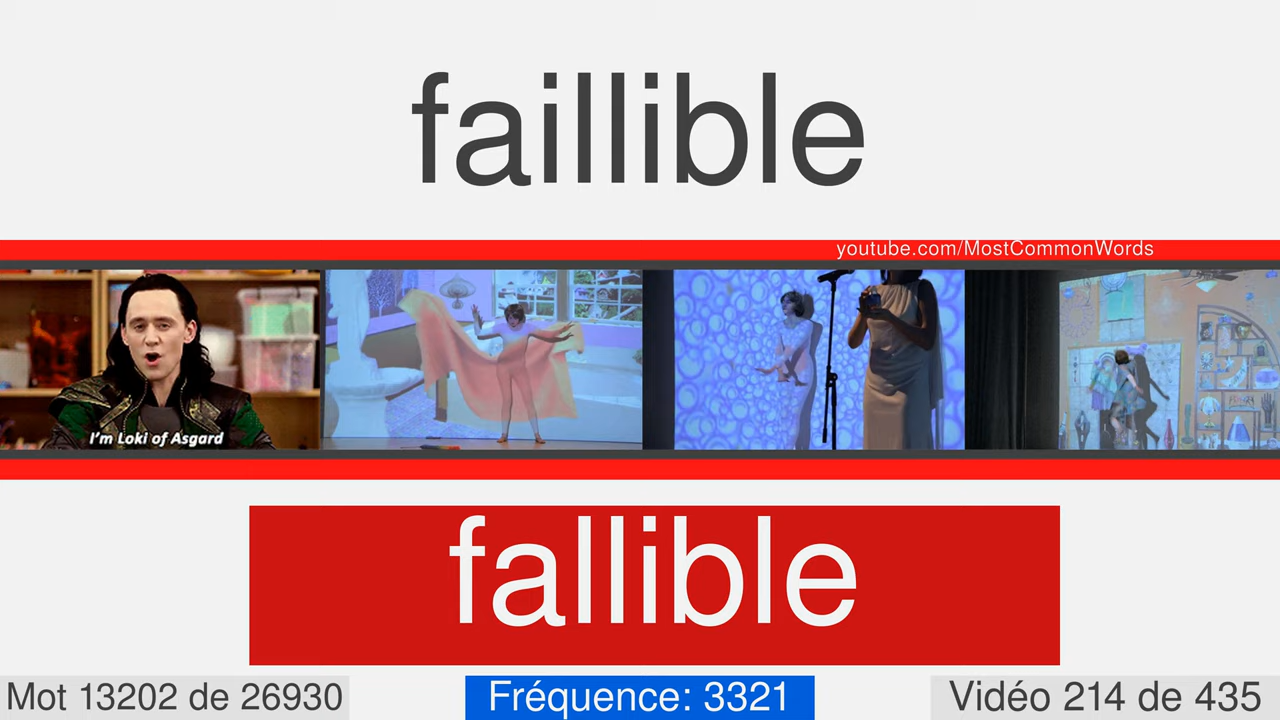 faillible
youtube.com/MostCommonWords
I'm Loki of Asgard
fallible
Mot 13202 de 26930
Fréquence: 3321
Vidéo 214 de 435